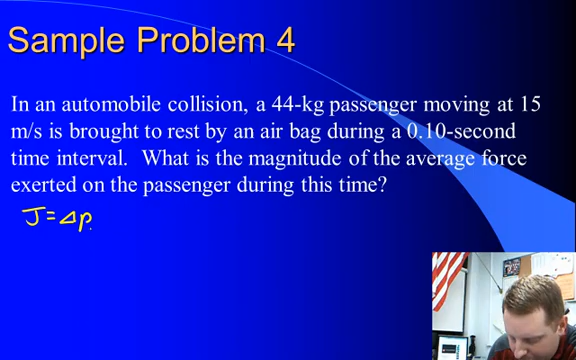 Sample Problem 4
In an automobile collision, a 44-kg passenger moving at 15
m/s is brought to rest by an air bag during a 0.10-second
time interval.  What is the magnitude of the average force
exerted on the passenger during this time?
J=Δp